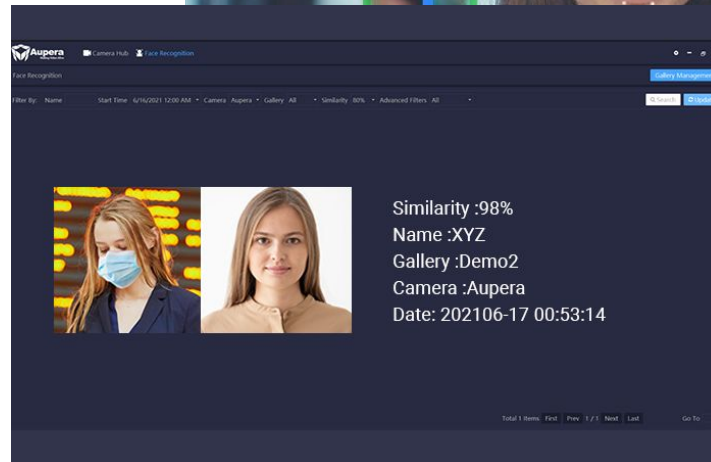 Aupera
Camera Hub Face Recognition
Face Recognition
Gallery Managemen
Filter By: Name Start Time 6/16/2021 12:00 AM Camera Aupera Gallery All Similarity 80% Advanced Filters All Search Updat
Similarity :98%
Name :XYZ
Gallery :Demo2
Camera :Aupera
Date: 202106-17 00:53:14
Total 1 Items First Prev 1 / 1 Next Last Go To